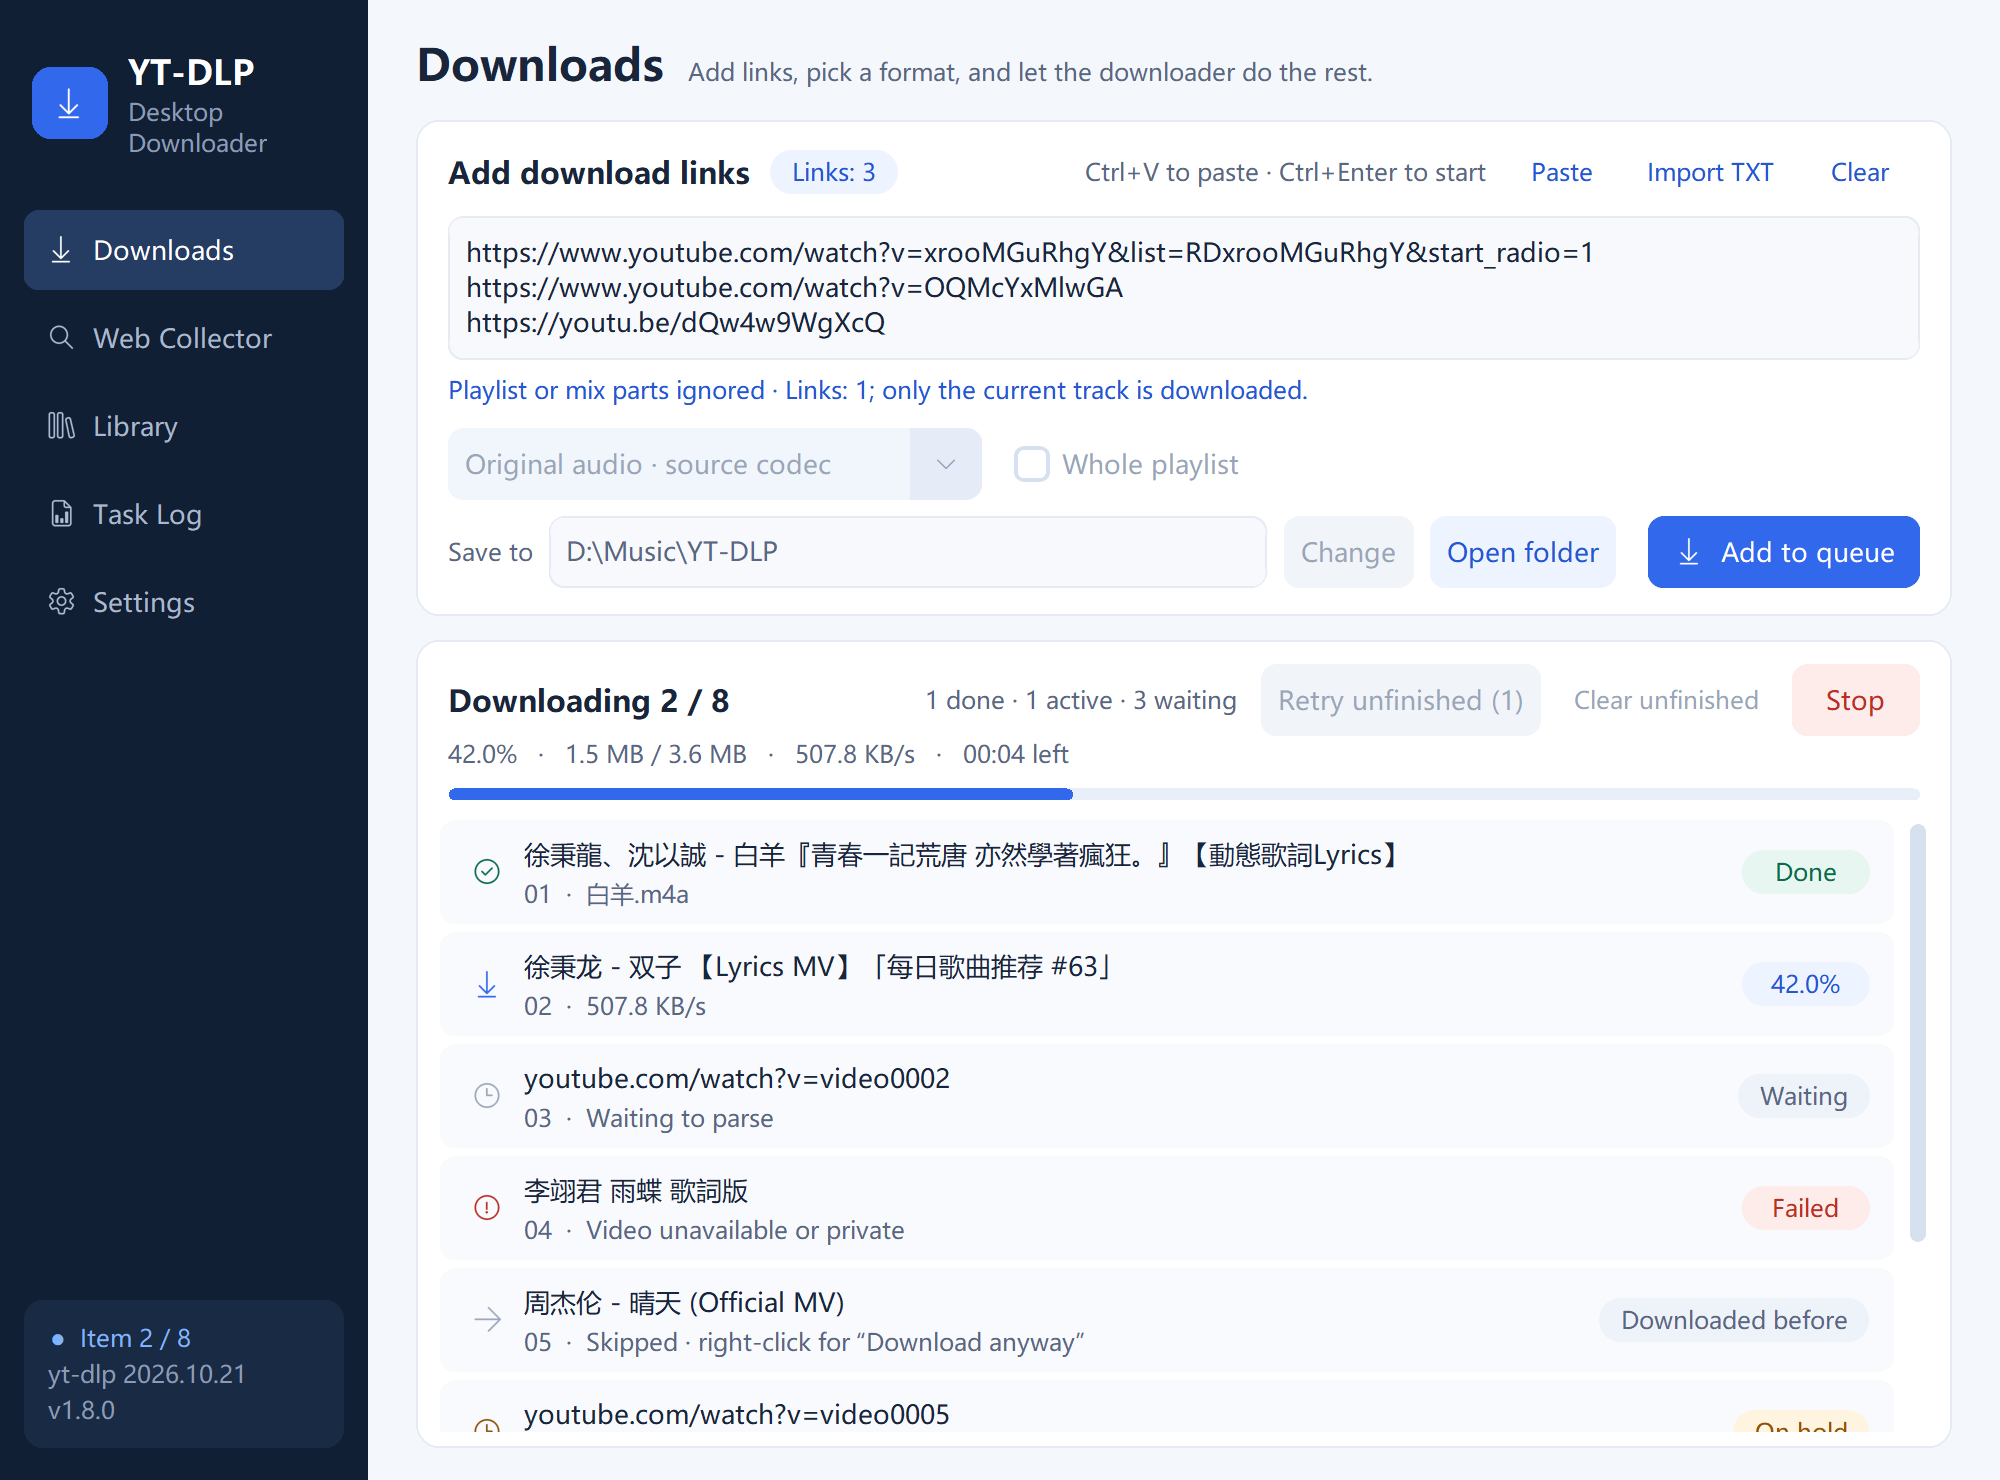 YT-DLP
Desktop
Downloader
Downloads
Web Collector
Library
Task Log
Settings
Item 2 / 8
yt-dlp 2026.10.21
v1.8.0
Downloads Add links, pick a format, and let the downloader do the rest.
Add download links Links: 3 Ctrl+V to paste · Ctrl+Enter to start Paste Import TXT Clear
https://www.youtube.com/watch?v=xrooMGuRhgY&list=RDxrooMGuRhgY&start_radio=1
https://www.youtube.com/watch?v=OQMcYxMlwGA
https://youtu.be/dQw4w9WgXcQ
Playlist or mix parts ignored · Links: 1; only the current track is downloaded.
Original audio · source codec Whole playlist
Save to D:\Music\YT-DLP Change Open folder Add to queue
Downloading 2 / 8 1 done · 1 active · 3 waiting Retry unfinished (1) Clear unfinished Stop
42.0% · 1.5 MB / 3.6 MB · 507.8 KB/s · 00:04 left
徐秉龍、沈以誠 - 白羊『青春一記荒唐 亦然學著瘋狂。』【動態歌詞Lyrics】
01 · 白羊.m4a
Done
徐秉龙 - 双子 【Lyrics MV】「每日歌曲推荐 #63」
02 · 507.8 KB/s
42.0%
youtube.com/watch?v=video0002
03 · Waiting to parse
Waiting
李翊君 雨蝶 歌詞版
04 · Video unavailable or private
Failed
周杰伦 - 晴天 (Official MV)
05 · Skipped · right-click for “Download anyway”
Downloaded before
youtube.com/watch?v=video0005
On hold